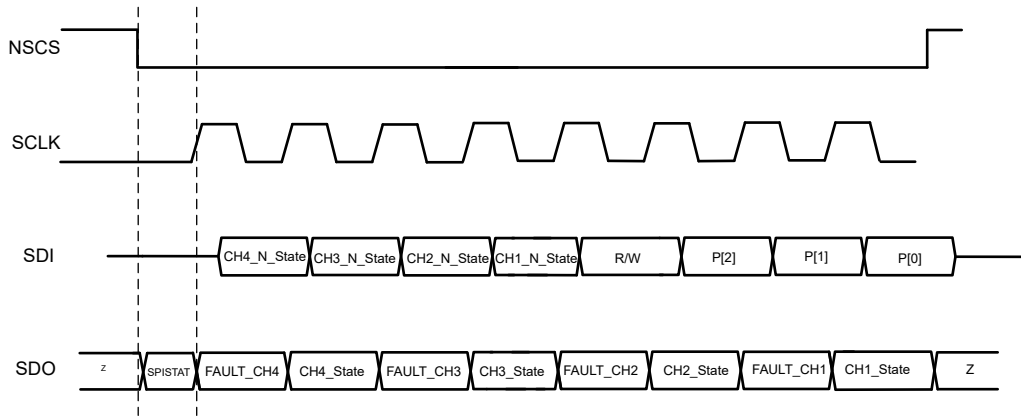 NSCS
SCLK
SDI
CH4_N_State CH3_N_State CH2_N_State CH1_N_State R/W P[2] P[1] P[0]
SDO
Z SPISTAT FAULT_CH4 CH4_State FAULT_CH3 CH3_State FAULT_CH2 CH2_State FAULT_CH1 CH1_State Z